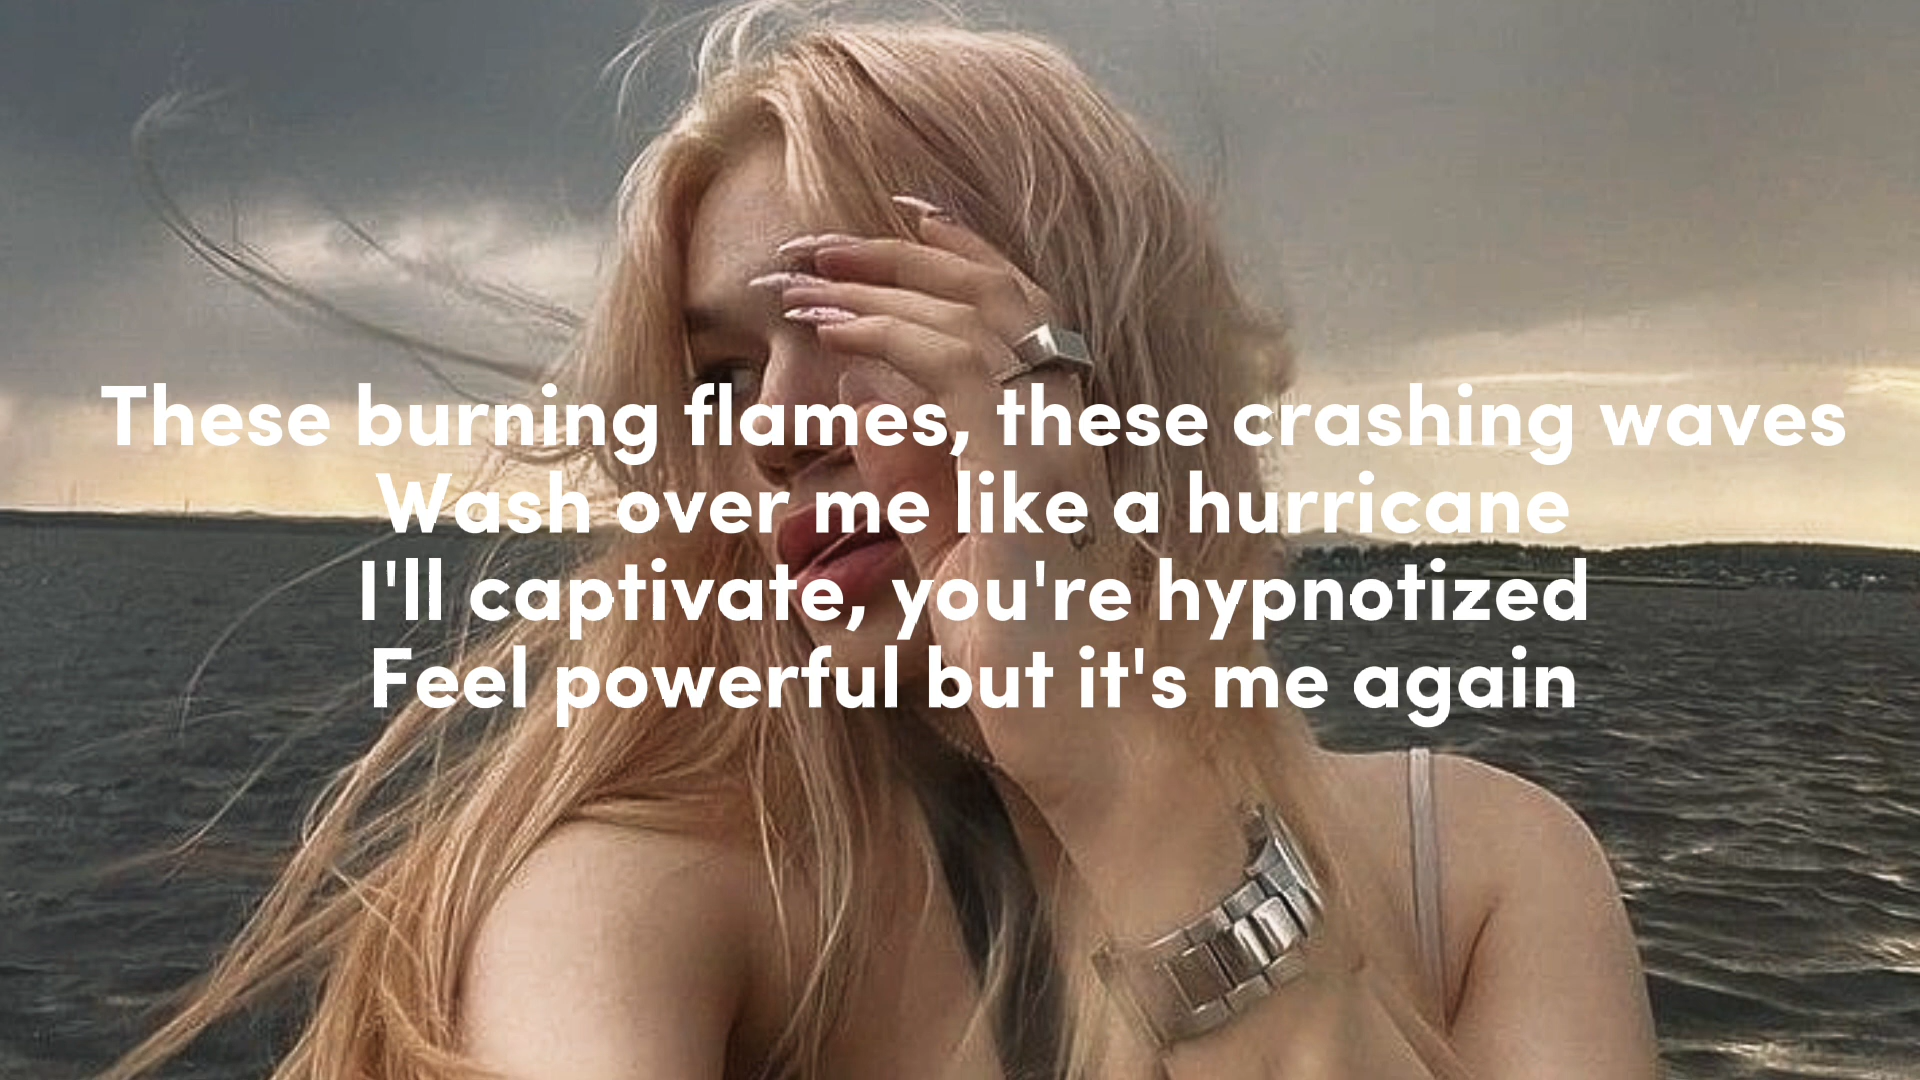 These burning flames, these crashing waves
Wash over me like a hurricane
I'll captivate, you're hypnotized
Feel powerful but it's me again